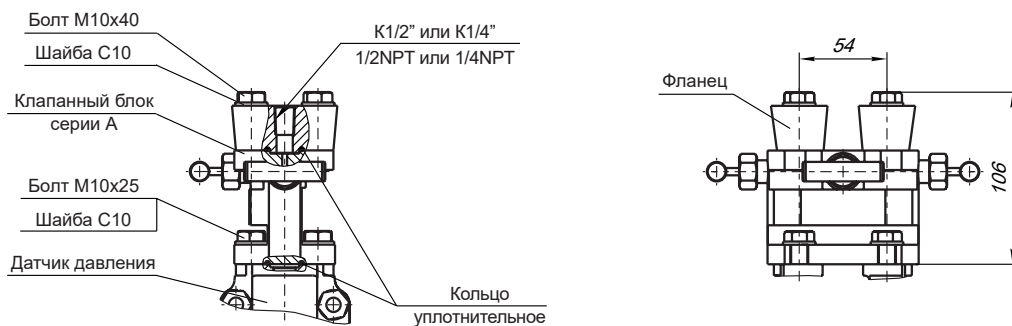 Болт М10х40
Шайба С10
Клапанный блок
серии А
Болт М10х25
Шайба С10
Датчик давления
К1/2” или К1/4”
1/2NPT или 1/4NPT
Кольцо
уплотнительное
Фланец
54
106